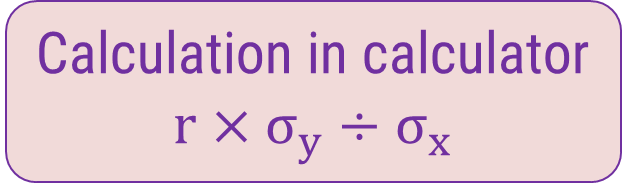 Calculation in calculator
r × σy ÷ σx